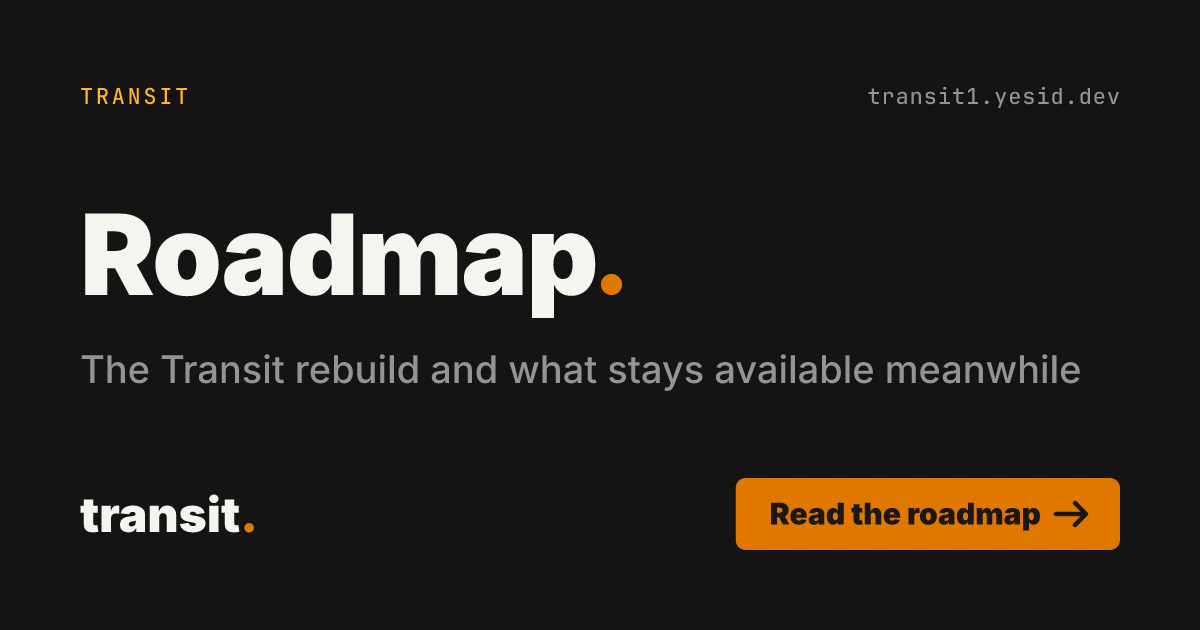 TRANSIT
transit1.yesid.dev
Roadmap.
The Transit rebuild and what stays available meanwhile
transit.
Read the roadmap →